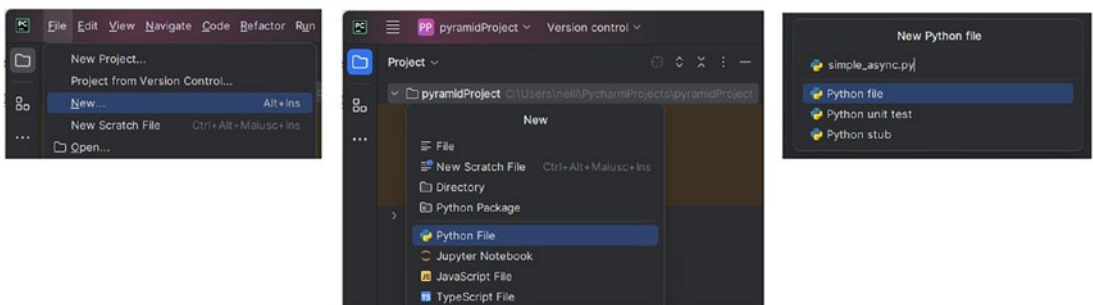 PC File Edit View Navigate Code Refactor Run
New Project...
Project from Version Control...
New... Alt+Ins
New Scratch File Ctrl+Alt+Maiusc+Ins
Open...
PC PP pyramidProject Version control
Project
pyramidProject C:\Users\neili\PycharmProjects\pyramidProject
New
File
New Scratch File Ctrl+Alt+Maiusc+Ins
Directory
Python Package
Python File
Jupyter Notebook
JS JavaScript File
TS TypeScript File
New Python file
simple_async.py
Python file
Python unit test
Python stub